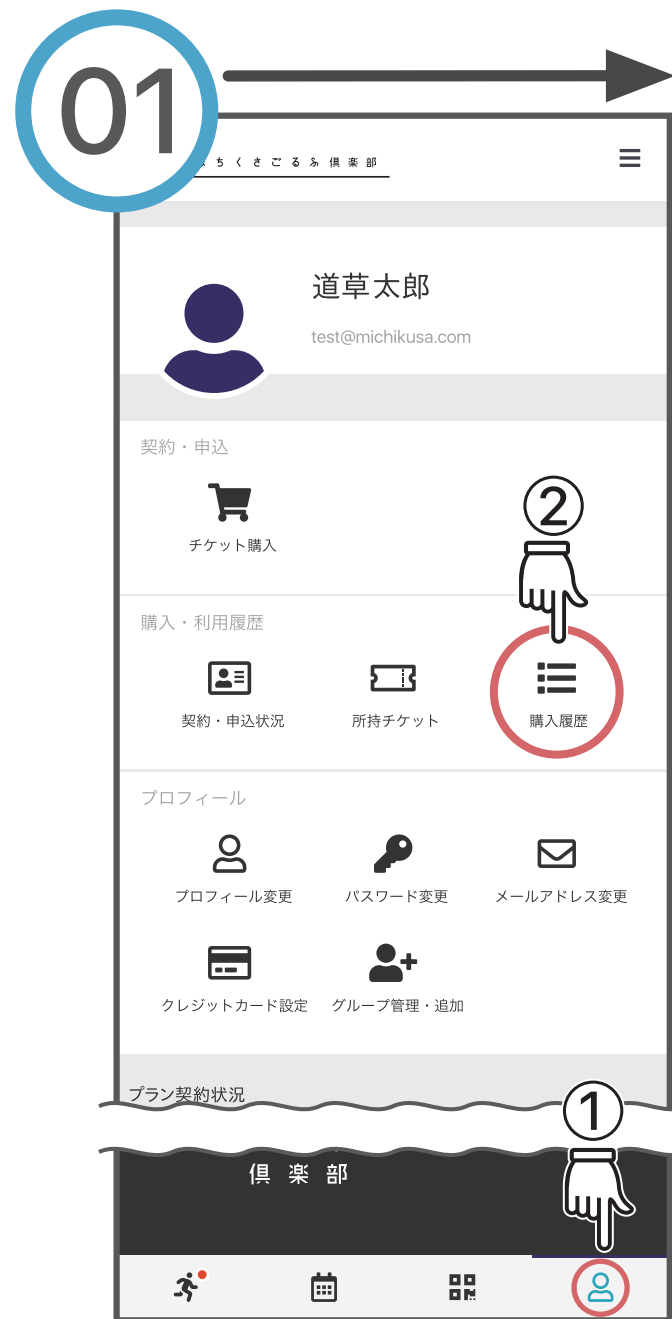 01
ちくさごるふ倶楽部
道草太郎
test@michikusa.com
契約・申込
チケット購入
②
購入・利用履歴
契約・申込状況 所持チケット 購入履歴
プロフィール
プロフィール変更 パスワード変更 メールアドレス変更
クレジットカード設定 グループ管理・追加
プラン契約状況
①
倶楽部